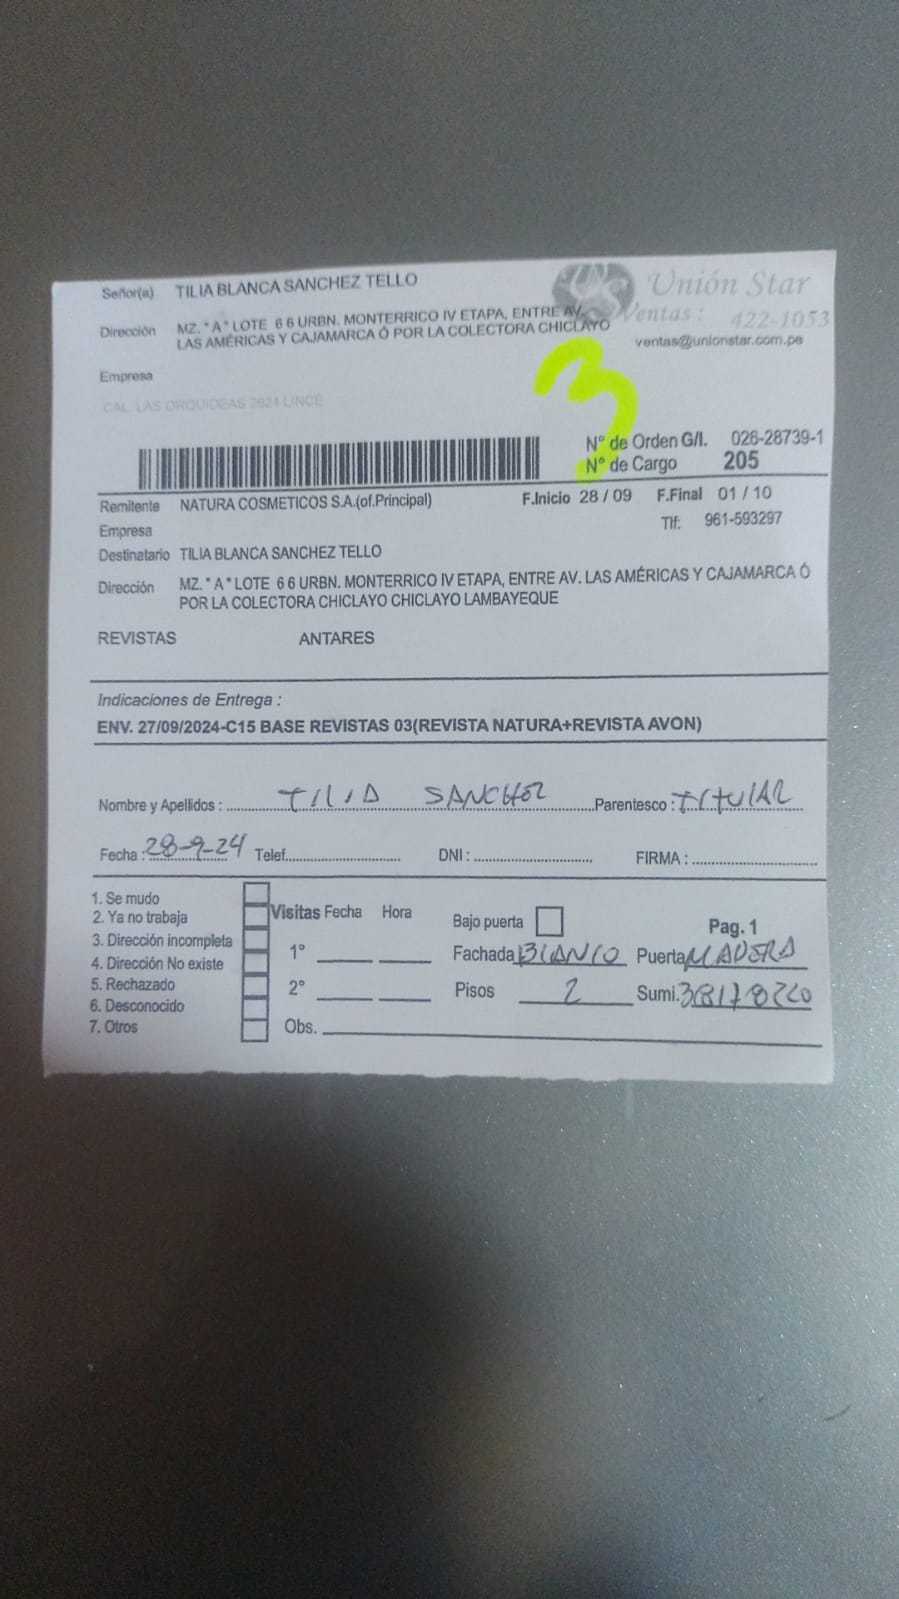 Señor(a) TILIA BLANCA SANCHEZ TELLO
Unión Star
Dirección MZ. "A" LOTE 6 6 URBN. MONTERRICO IV ETAPA, ENTRE AV.
LAS AMÉRICAS Y CAJAMARCA Ó POR LA COLECTORA CHICLAYO
Ventas : 422-1053
ventas@unionstar.com.pe
Empresa
CAL. LAS ORQUIDEAS 2624 LINCE
3
N° de Orden G/I. 026-28739-1
N° de Cargo 205
Remitente NATURA COSMETICOS S.A.(of.Principal) F.Inicio 28 / 09 F.Final 01 / 10
Empresa Tlf: 961-593297
Destinatario TILIA BLANCA SANCHEZ TELLO
Dirección MZ. "A" LOTE 6 6 URBN. MONTERRICO IV ETAPA, ENTRE AV. LAS AMÉRICAS Y CAJAMARCA Ó
POR LA COLECTORA CHICLAYO CHICLAYO LAMBAYEQUE
REVISTAS ANTARES
Indicaciones de Entrega :
ENV. 27/09/2024-C15 BASE REVISTAS 03(REVISTA NATURA+REVISTA AVON)
Nombre y Apellidos : TILIA SANCHEZ Parentesco : TITULAR
Fecha : 28-9-24 Telef. DNI : FIRMA :
1. Se mudo
2. Ya no trabaja
3. Dirección incompleta
4. Dirección No existe
5. Rechazado
6. Desconocido
7. Otros
Visitas Fecha Hora
1°
2°
Obs.
Bajo puerta Pag. 1
Fachada BLANCO Puerta MADERA
Pisos 2 Sumi.